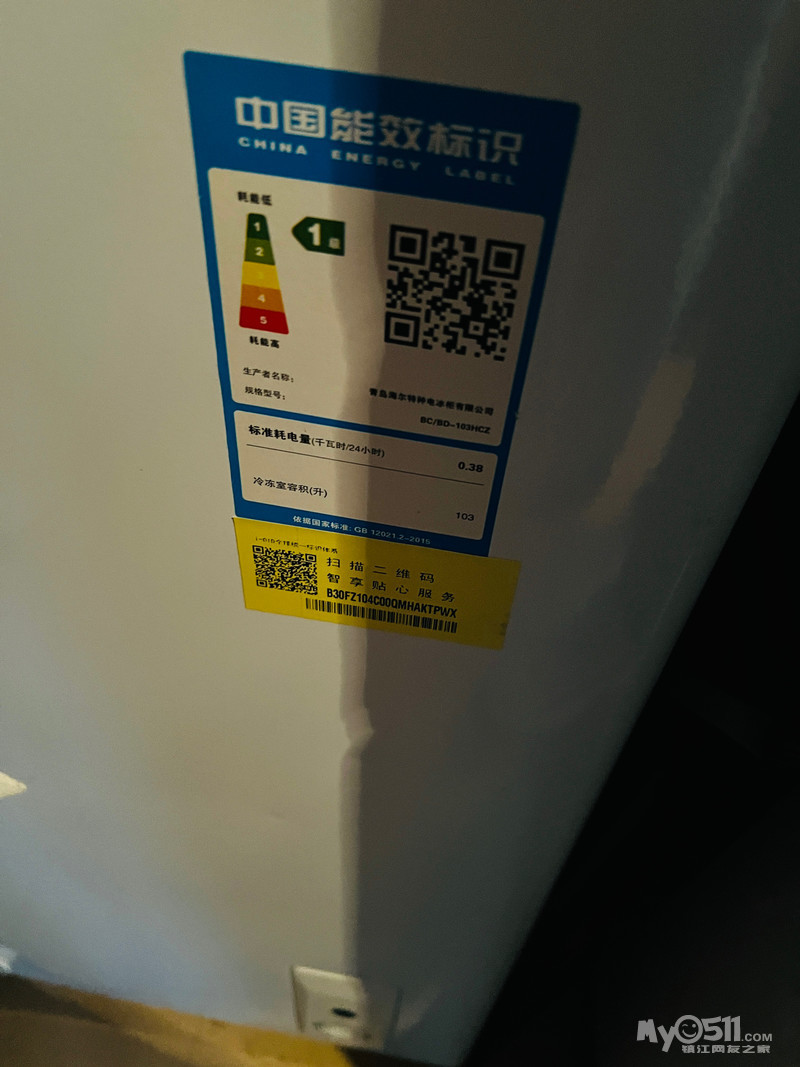 中国能效标识
CHINA ENERGY LABEL
耗能低
1
2
3
4
5
1级
耗能高
生产者名称:
青岛海尔特种电冰柜有限公司
规格型号:
BC/BD-103HCZ
标准耗电量(千瓦时/24小时)
0.38
冷冻室容积(升)
103
依据国家标准: GB 12021.2-2015
扫描二维码
智享贴心服务
B30FZ104C00QMHAKTPWX
My0511.COM
镇江网友之家